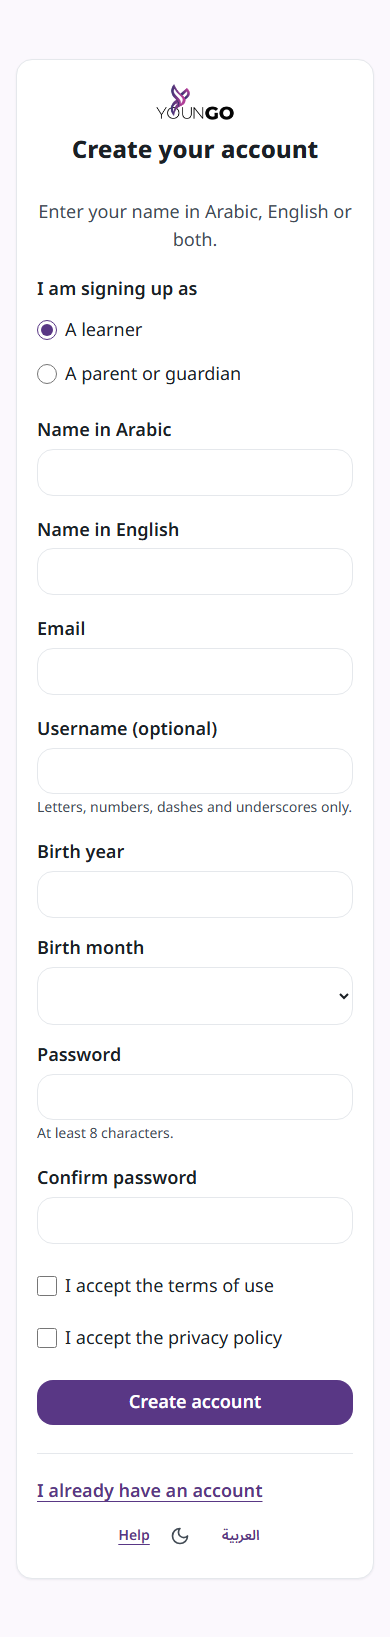 YOUNGO
Create your account
Enter your name in Arabic, English or
both.
I am signing up as
A learner
A parent or guardian
Name in Arabic
Name in English
Email
Username (optional)
Letters, numbers, dashes and underscores only.
Birth year
Birth month
Password
At least 8 characters.
Confirm password
I accept the terms of use
I accept the privacy policy
Create account
I already have an account
Help العربية